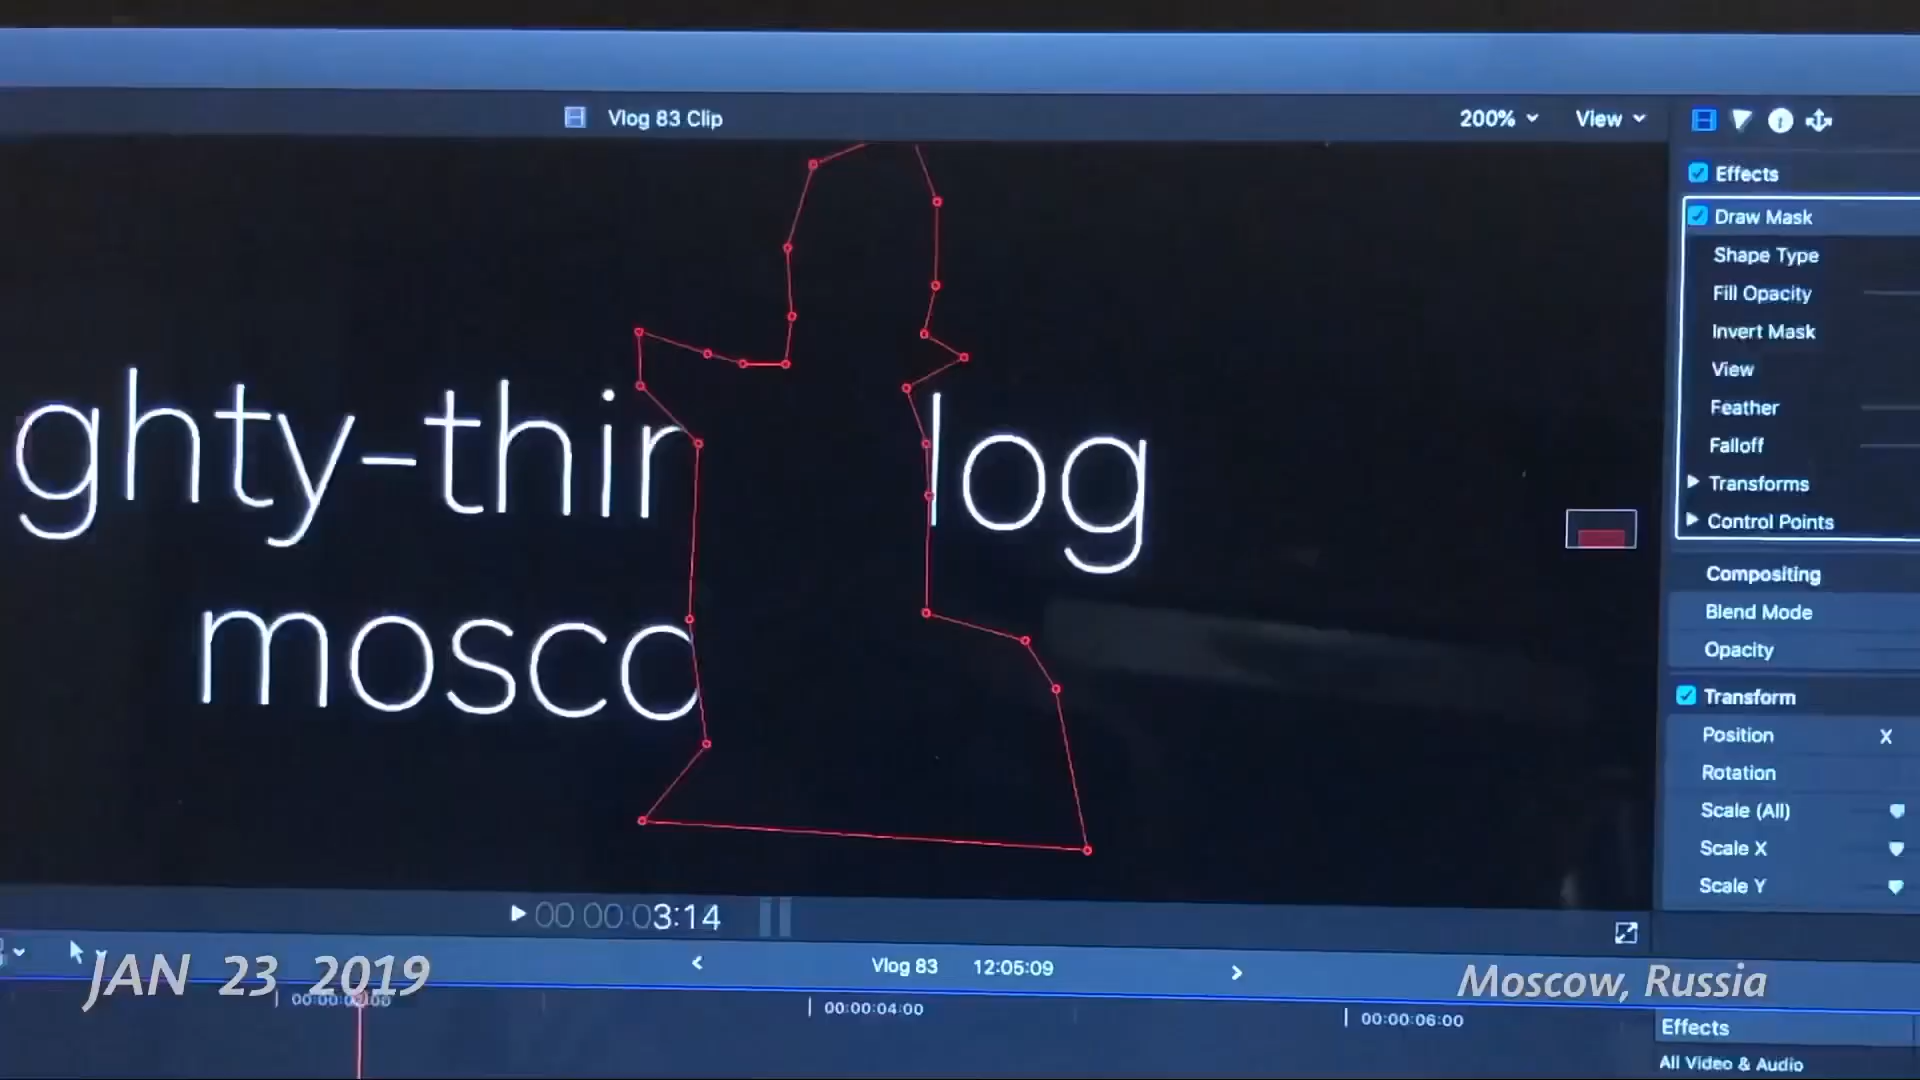 Vlog 83 Clip
200%
View
Effects
Draw Mask
Shape Type
Fill Opacity
Invert Mask
View
Feather
Falloff
Transforms
Control Points
Compositing
Blend Mode
Opacity
Transform
Position X
Rotation
Scale (All)
Scale X
Scale Y
ghty-thir log
mosco
00 00:03:14
Vlog 83 12:05:09
JAN 23 2019
Moscow, Russia
00:00:04:00
00:00:06:00
Effects
All Video & Audio